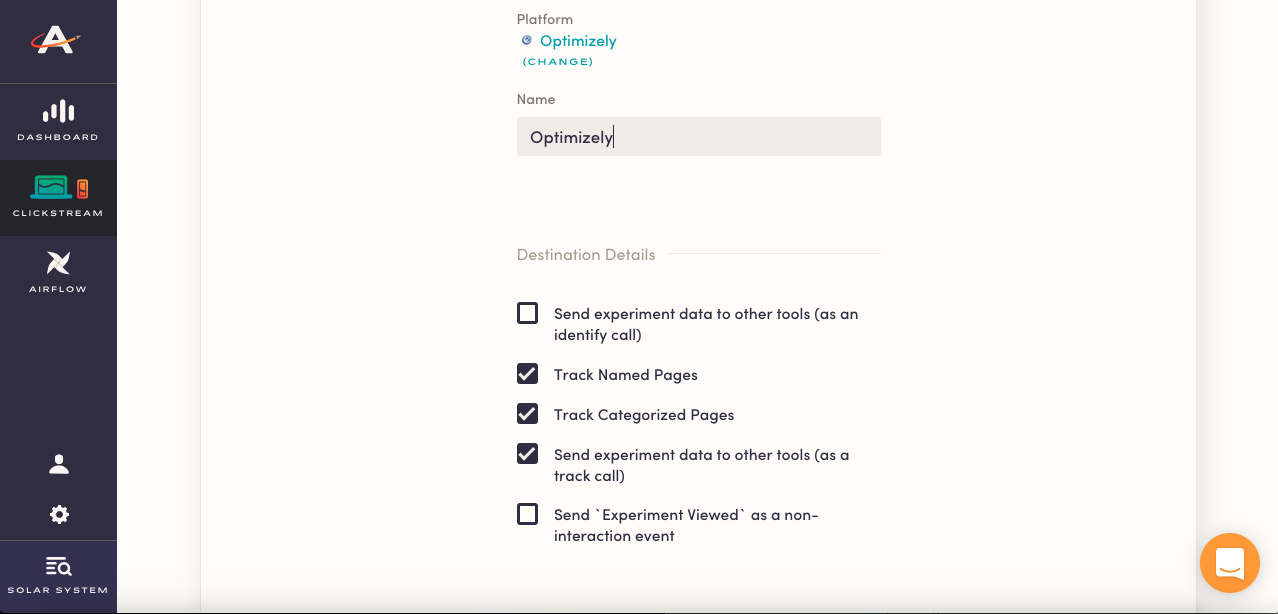 Platform
Optimizely
(CHANGE)
Name
Optimizely
Destination Details
Send experiment data to other tools (as an
identify call)
Track Named Pages
Track Categorized Pages
Send experiment data to other tools (as a
track call)
Send `Experiment Viewed` as a non-
interaction event
DASHBOARD
CLICKSTREAM
AIRFLOW
SOLAR SYSTEM